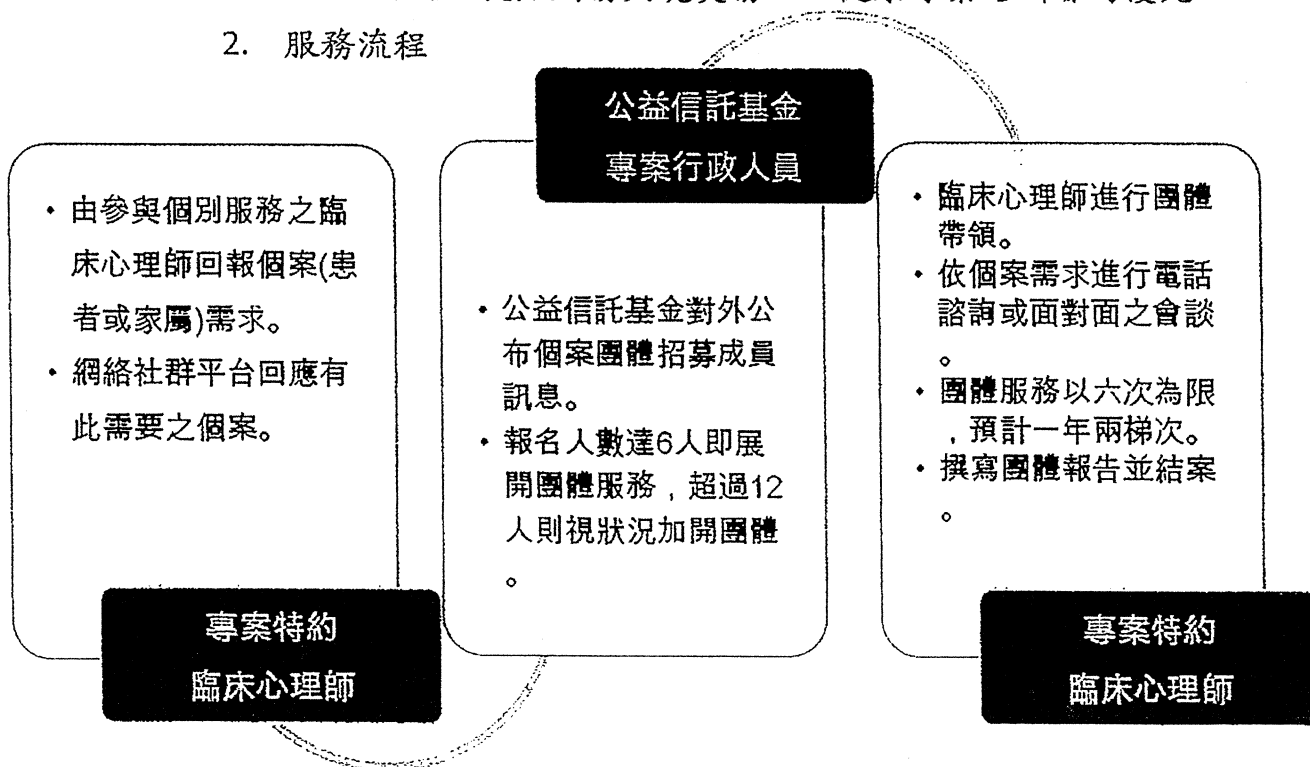 2. 服務流程
・由參與個別服務之臨
床心理師回報個案(患
者或家屬)需求。
・網絡社群平台回應有
此需要之個案。
專案特約
臨床心理師
公益信託基金
專案行政人員
・公益信託基金對外公
布個案團體招募成員
訊息。
・報名人數達6人即展
開團體服務，超過12
人則視狀況加開團體
。
・臨床心理師進行團體
帶領。
・依個案需求進行電話
諮詢或面對面之會談
。
・團體服務以六次為限
，預計一年兩梯次。
・撰寫團體報告並結案
。
專案特約
臨床心理師